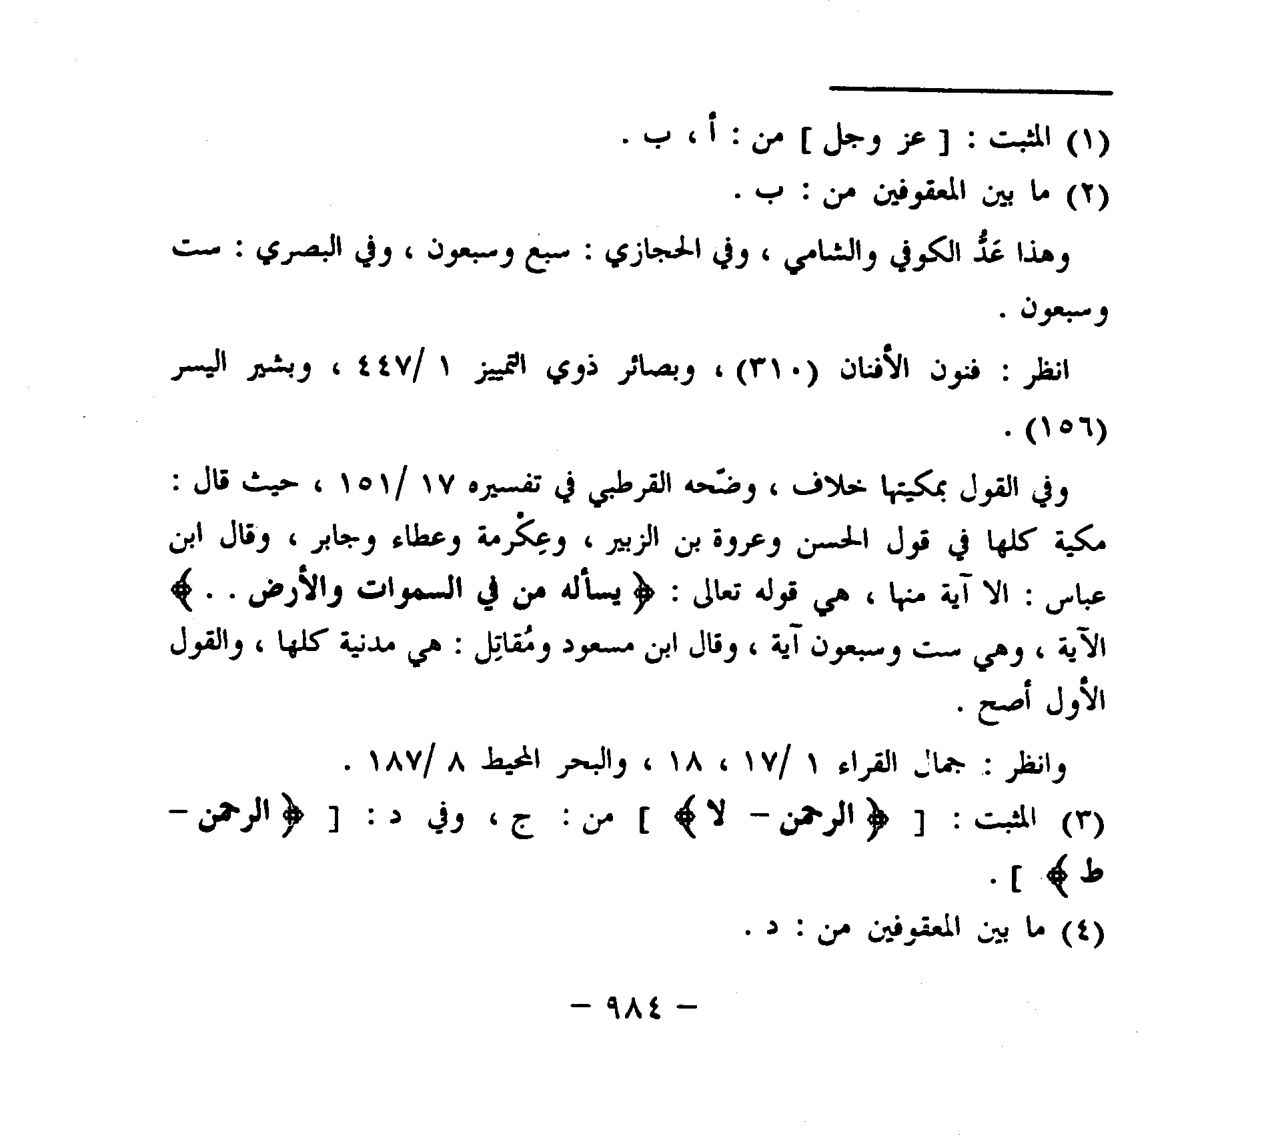 (١) المثبت : [ عز وجل ] من : أ ، ب .
(٢) ما بين المعقوفين من : ب .
وهذا عَدُّ الكوفي والشامي ، وفي الحجازي : سبع وسبعون ، وفي البصري : ست
وسبعون .
انظر : فنون الأفنان (٣١٠) ، وبصائر ذوي التمييز ١ /٤٤٧ ، وبشير اليسر
(١٥٦) .
وفي القول بمكيتها خلاف ، وضّحه القرطبي في تفسيره ١٧ /١٥١ ، حيث قال :
مكية كلها في قول الحسن وعروة بن الزبير ، وعِكْرمة وعطاء وجابر ، وقال ابن
عباس : الا آية منها ، هي قوله تعالى : ﴿ يسأله من في السموات والأرض . . ﴾
الآية ، وهي ست وسبعون آية ، وقال ابن مسعود ومُقاتِل : هي مدنية كلها ، والقول
الأول أصح .
وانظر : جمال القراء ١ /١٧ ، ١٨ ، والبحر المحيط ٨ /١٨٧ .
(٣) المثبت : [ ﴿ الرحمن – لا ﴾ ] من : ج ، وفي د : [ ﴿ الرحمن –
ط ﴾ ] .
(٤) ما بين المعقوفين من : د .
– ٩٨٤ –